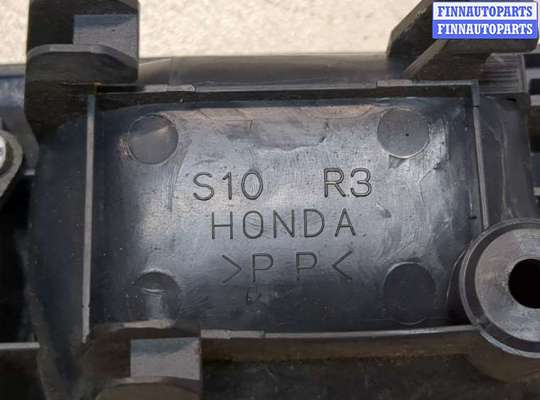 FINNAUTOPARTS
FINNAUTOPARTS
S10 R3
HONDA
>PP<